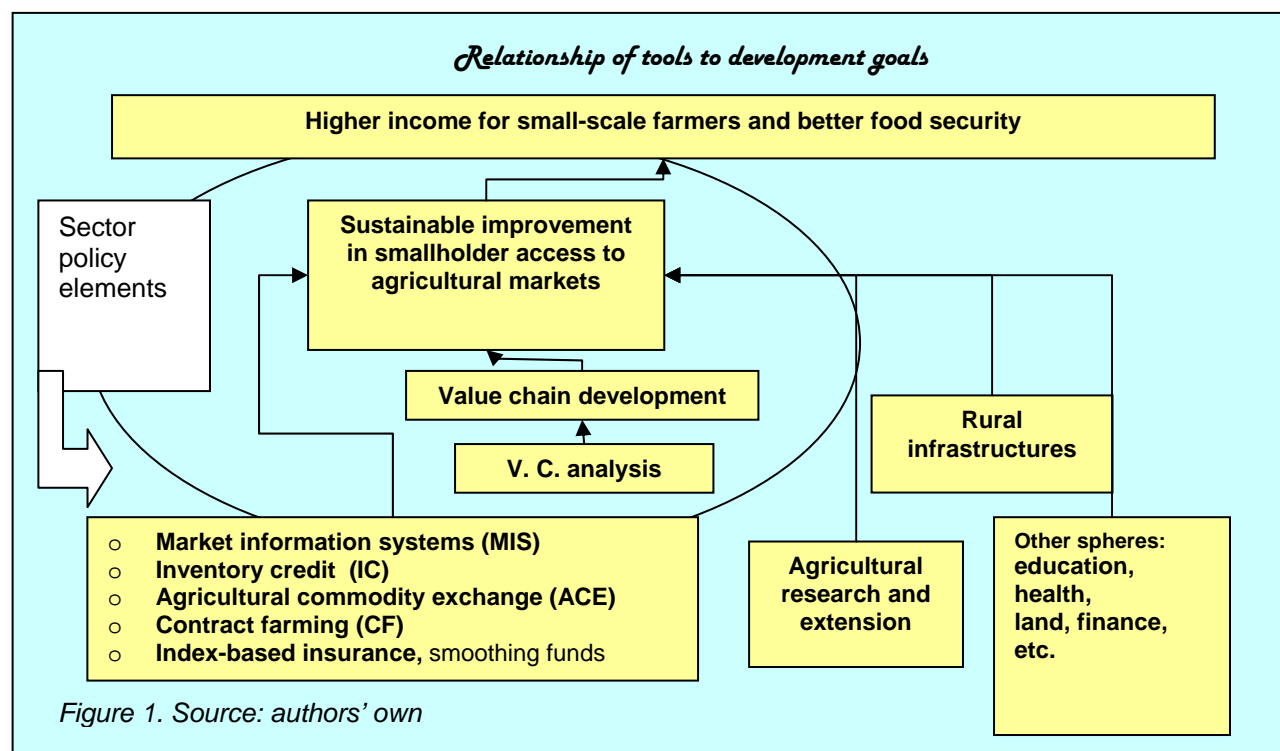 Relationship of tools to development goals
Higher income for small-scale farmers and better food security
Sector
policy
elements
Sustainable improvement
in smallholder access to
agricultural markets
Value chain development
V. C. analysis
Rural
infrastructures
o Market information systems (MIS)
o Inventory credit (IC)
o Agricultural commodity exchange (ACE)
o Contract farming (CF)
o Index-based insurance, smoothing funds
Agricultural
research and
extension
Other spheres:
education,
health,
land, finance,
etc.
Figure 1. Source: authors’ own